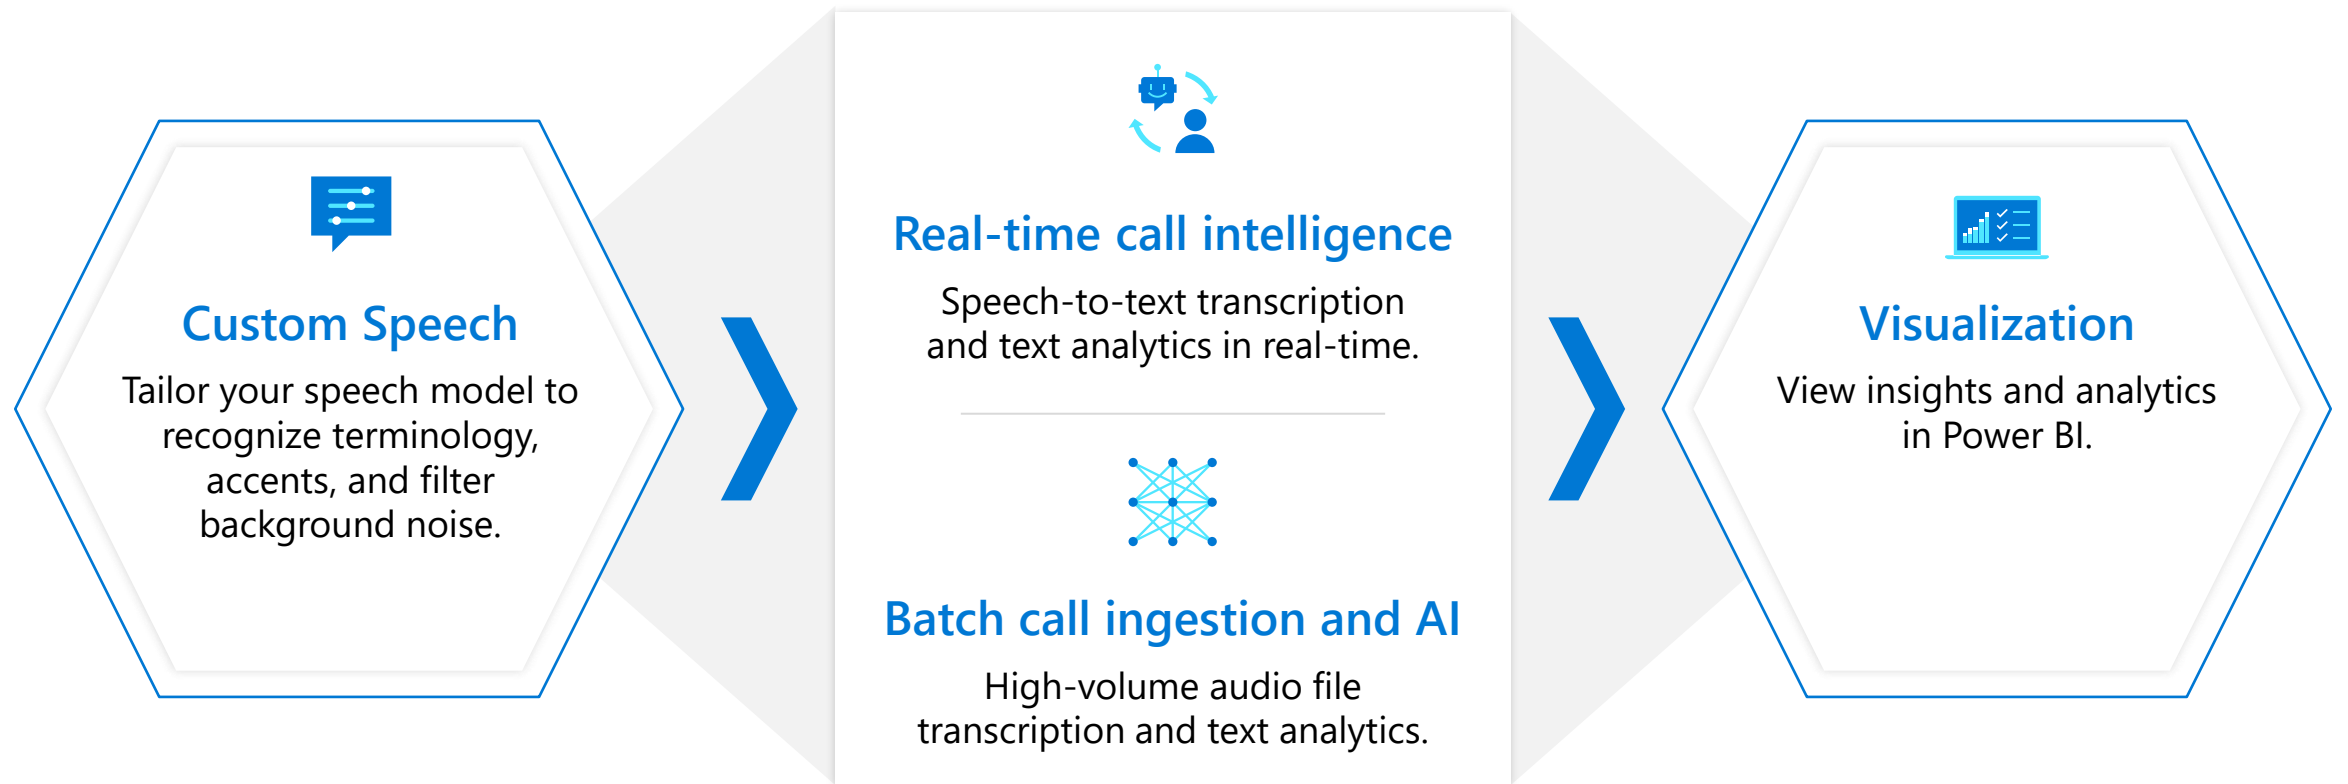 Custom Speech
Tailor your speech model to
recognize terminology,
accents, and filter
background noise.
Real-time call intelligence
Speech-to-text transcription
and text analytics in real-time.
Batch call ingestion and AI
High-volume audio file
transcription and text analytics.
Visualization
View insights and analytics
in Power BI.